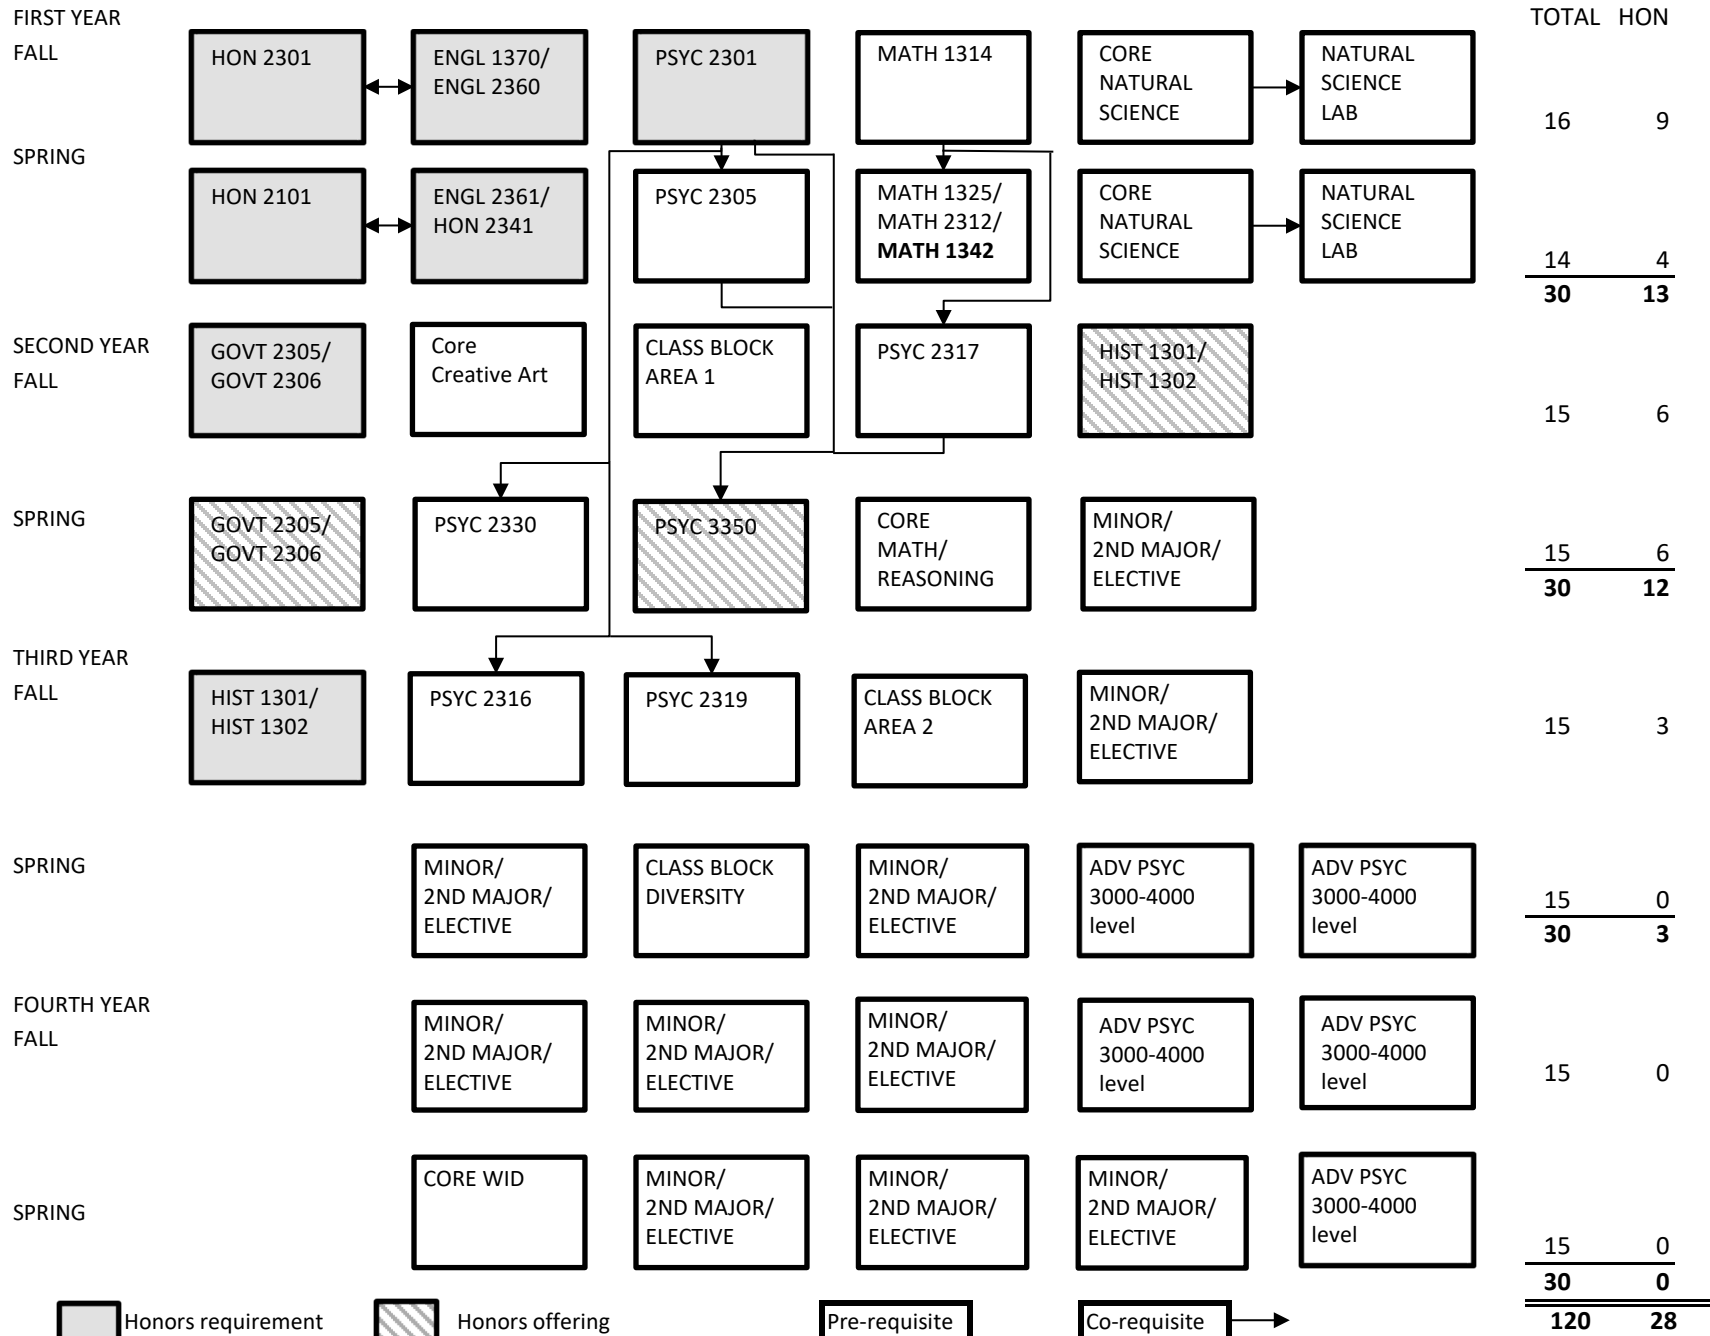 FIRST YEAR
TOTAL HON
FALL
HON 2301
ENGL 1370/
ENGL 2360
PSYC 2301
MATH 1314
CORE
NATURAL
SCIENCE
NATURAL
SCIENCE
LAB
16 9
SPRING
HON 2101
ENGL 2361/
HON 2341
PSYC 2305
MATH 1325/
MATH 2312/
MATH 1342
CORE
NATURAL
SCIENCE
NATURAL
SCIENCE
LAB
14 4
30 13
SECOND YEAR
FALL
GOVT 2305/
GOVT 2306
Core
Creative Art
CLASS BLOCK
AREA 1
PSYC 2317
HIST 1301/
HIST 1302
15 6
SPRING
GOVT 2305/
GOVT 2306
PSYC 2330
PSYC 3350
CORE
MATH/
REASONING
MINOR/
2ND MAJOR/
ELECTIVE
15 6
30 12
THIRD YEAR
FALL
HIST 1301/
HIST 1302
PSYC 2316
PSYC 2319
CLASS BLOCK
AREA 2
MINOR/
2ND MAJOR/
ELECTIVE
15 3
SPRING
MINOR/
2ND MAJOR/
ELECTIVE
CLASS BLOCK
DIVERSITY
MINOR/
2ND MAJOR/
ELECTIVE
ADV PSYC
3000-4000
level
ADV PSYC
3000-4000
level
15 0
30 3
FOURTH YEAR
FALL
MINOR/
2ND MAJOR/
ELECTIVE
MINOR/
2ND MAJOR/
ELECTIVE
MINOR/
2ND MAJOR/
ELECTIVE
ADV PSYC
3000-4000
level
ADV PSYC
3000-4000
level
15 0
SPRING
CORE WID
MINOR/
2ND MAJOR/
ELECTIVE
MINOR/
2ND MAJOR/
ELECTIVE
MINOR/
2ND MAJOR/
ELECTIVE
ADV PSYC
3000-4000
level
15 0
30 0
120 28
Honors requirement
Honors offering
Pre-requisite
Co-requisite